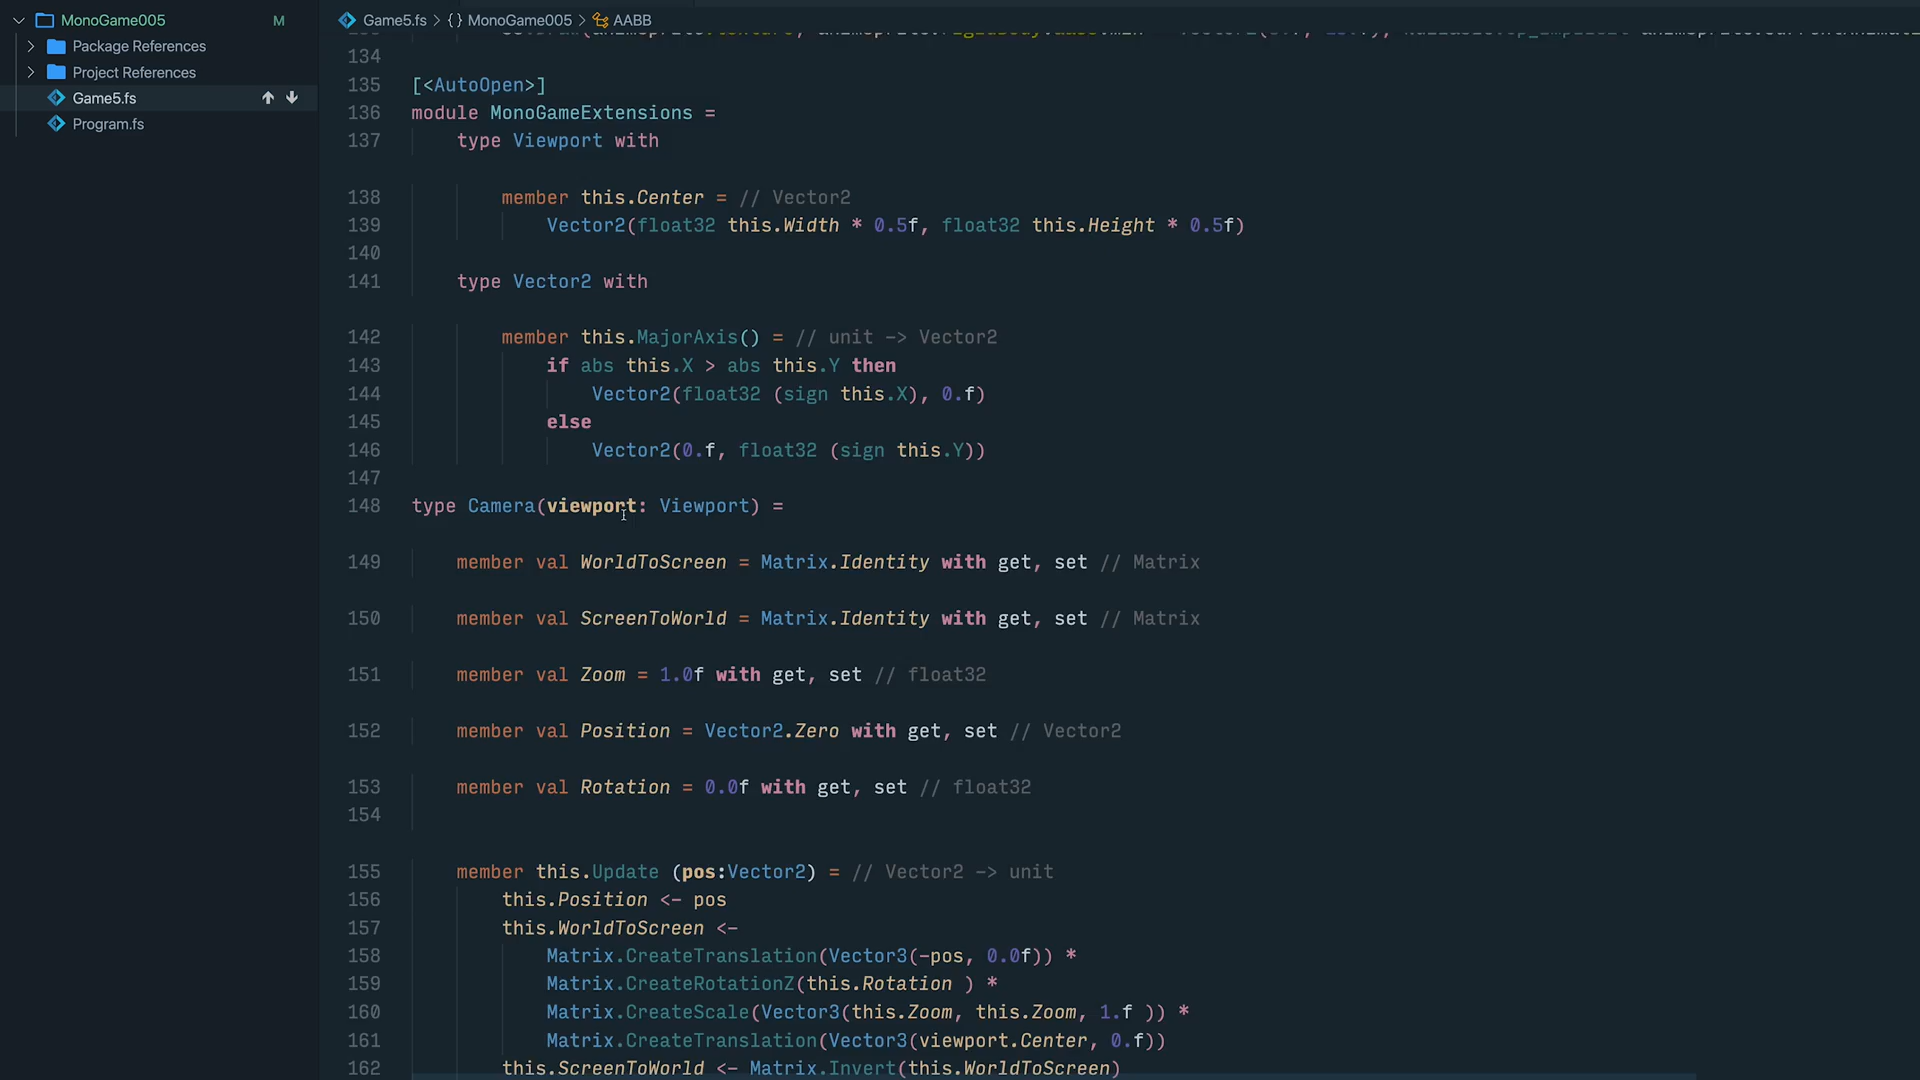 MonoGame005 M
Package References
Project References
Game5.fs
Program.fs
Game5.fs > {} MonoGame005 > AABB
134
135 [<AutoOpen>]
136 module MonoGameExtensions =
137 type Viewport with
138 member this.Center = // Vector2
139 Vector2(float32 this.Width * 0.5f, float32 this.Height * 0.5f)
140
141 type Vector2 with
142 member this.MajorAxis() = // unit -> Vector2
143 if abs this.X > abs this.Y then
144 Vector2(float32 (sign this.X), 0.f)
145 else
146 Vector2(0.f, float32 (sign this.Y))
147
148 type Camera(viewport: Viewport) =
149 member val WorldToScreen = Matrix.Identity with get, set // Matrix
150 member val ScreenToWorld = Matrix.Identity with get, set // Matrix
151 member val Zoom = 1.0f with get, set // float32
152 member val Position = Vector2.Zero with get, set // Vector2
153 member val Rotation = 0.0f with get, set // float32
154
155 member this.Update (pos:Vector2) = // Vector2 -> unit
156 this.Position <- pos
157 this.WorldToScreen <-
158 Matrix.CreateTranslation(Vector3(-pos, 0.0f)) *
159 Matrix.CreateRotationZ(this.Rotation ) *
160 Matrix.CreateScale(Vector3(this.Zoom, this.Zoom, 1.f )) *
161 Matrix.CreateTranslation(Vector3(viewport.Center, 0.f))
162 this.ScreenToWorld <- Matrix.Invert(this.WorldToScreen)